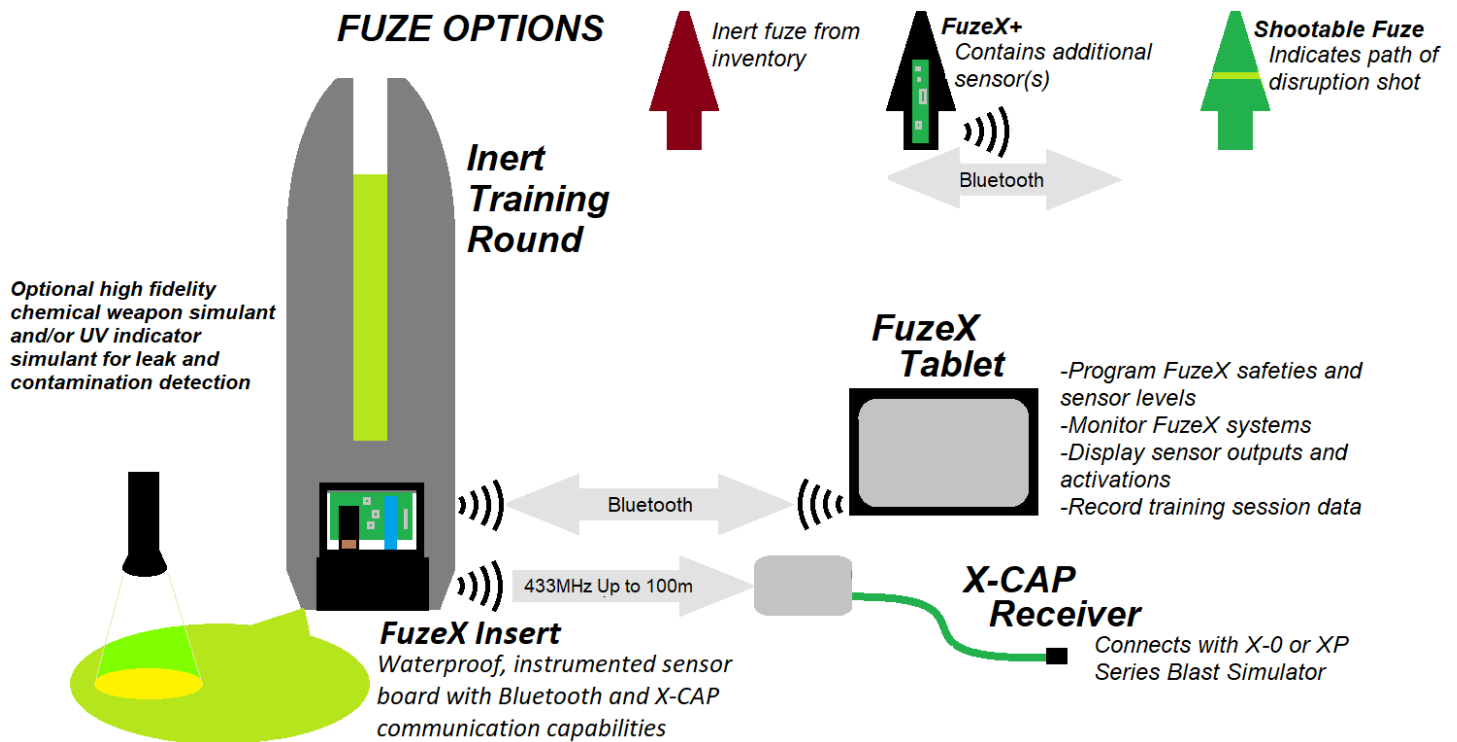 FUZE OPTIONS
Inert fuze from
inventory
FuzeX+
Contains additional
sensor(s)
Shootable Fuze
Indicates path of
disruption shot
Bluetooth
Inert
Training
Round
Optional high fidelity
chemical weapon simulant
and/or UV indicator
simulant for leak and
contamination detection
FuzeX
Tablet
-Program FuzeX safeties and
sensor levels
-Monitor FuzeX systems
-Display sensor outputs and
activations
-Record training session data
Bluetooth
433MHz Up to 100m
X-CAP
Receiver
Connects with X-0 or XP
Series Blast Simulator
FuzeX Insert
Waterproof, instrumented sensor
board with Bluetooth and X-CAP
communication capabilities